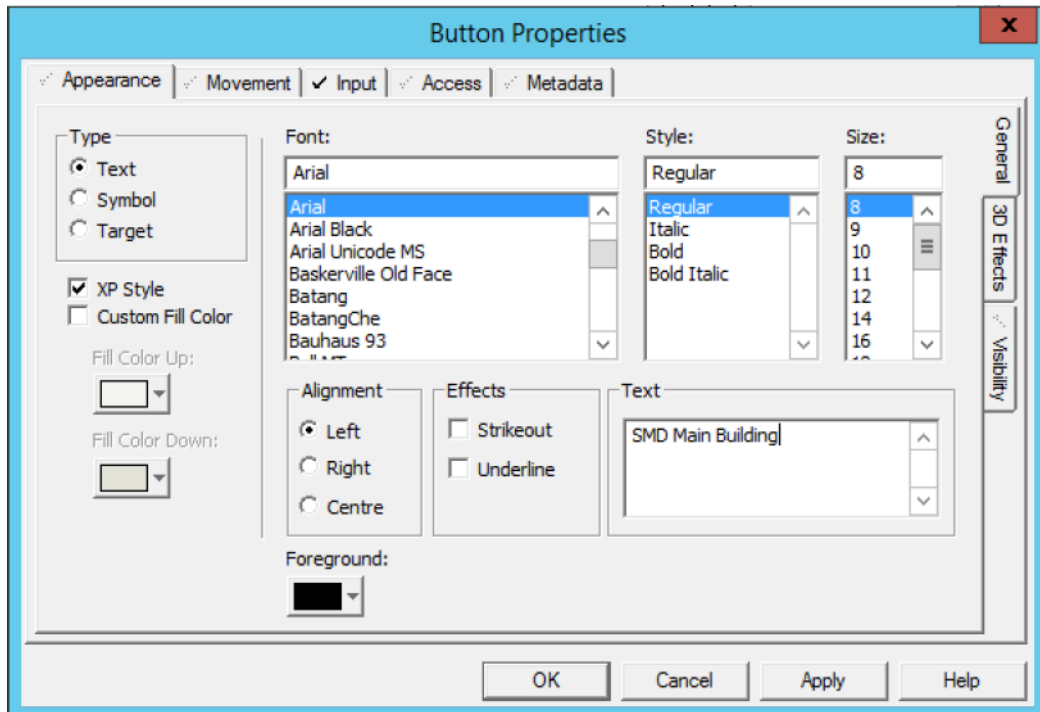 Button Properties
x
Appearance
Movement
Input
Access
Metadata
General
3D Effects
Visibility
Type
Text
Symbol
Target
XP Style
Custom Fill Color
Fill Color Up:
Fill Color Down:
Font:
Arial
Arial
Arial Black
Arial Unicode MS
Baskerville Old Face
Batang
BatangChe
Bauhaus 93
Style:
Regular
Regular
Italic
Bold
Bold Italic
Size:
8
8
9
10
11
12
14
16
Alignment
Left
Right
Centre
Effects
Strikeout
Underline
Text
SMD Main Building
Foreground:
OK
Cancel
Apply
Help